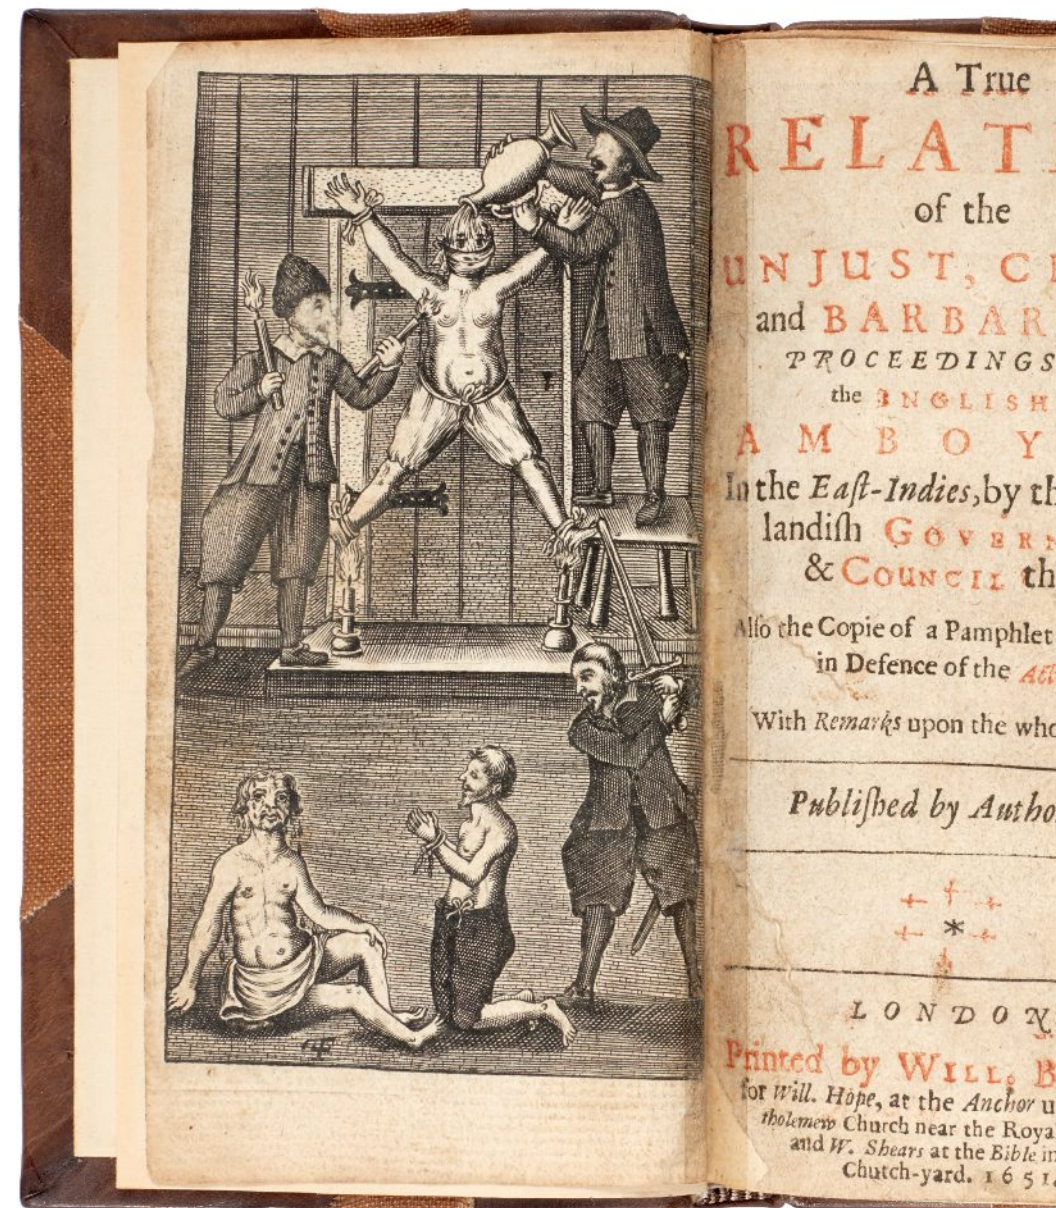 A True
RELATI
of the
UNJUST, C
and BARBAR
PROCEEDINGS
the ENGLISH
AMBOY
In the Eaſt-Indies, by th
landiſh GOVERN
& COUNCIL th
Alſo the Copie of a Pamphlet
in Defence of the Act
With Remarks upon the who
Publiſhed by Autho
LONDON
Printed by WILL. B
for Will. Hope, at the Anchor u
tholemew Church near the Roya
and W. Shears at the Bible in
Church-yard. 1651.